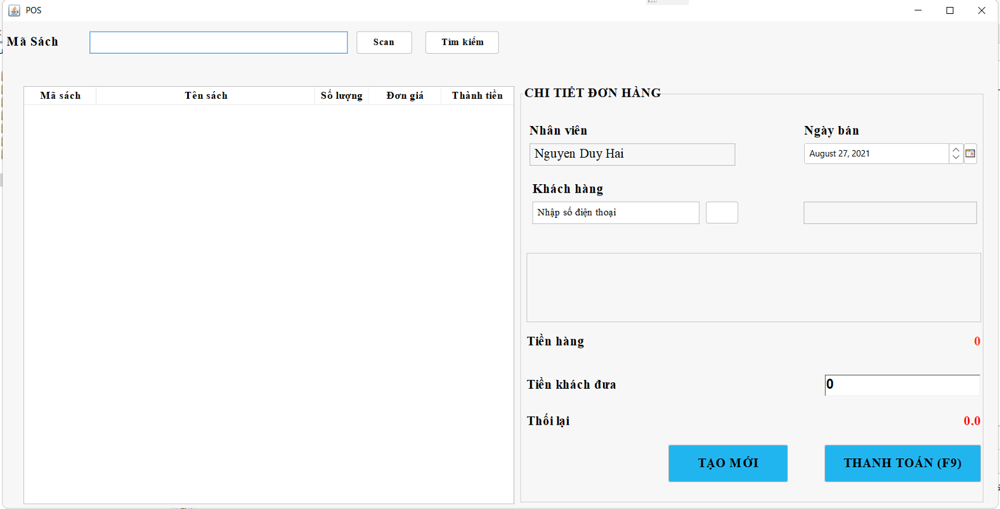 POS
Mã Sách
Scan
Tìm kiếm
Mã sách Tên sách Số lượng Đơn giá Thành tiền
CHI TIẾT ĐƠN HÀNG
Nhân viên Ngày bán
Nguyen Duy Hai August 27, 2021
Khách hàng
Nhập số điện thoại
Tiền hàng 0
Tiền khách đưa 0
Thối lại 0.0
TẠO MỚI THANH TOÁN (F9)